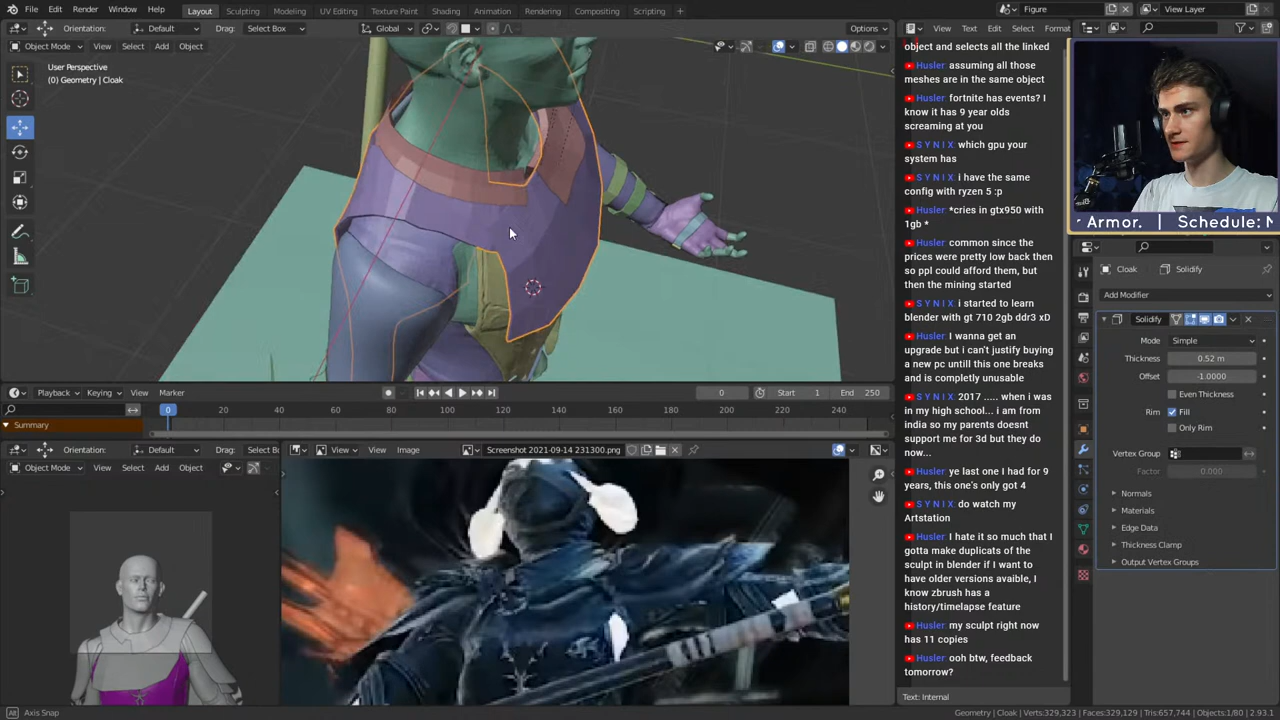 File Edit Render Window Help Layout Sculpting Modeling UV Editing Texture Paint Shading Animation Rendering Compositing Scripting + Figure View Layer
Orientation: Default Drag: Select Box Global Options
Object Mode View Select Add Object
User Perspective
(0) Geometry | Cloak
View Text Edit Select
object and selects all the linked
Husler assuming all those
meshes are in the same object
Husler fortnite has events? I
know it has 9 year olds
screaming at you
S Y N I X which gpu your
system has
S Y N I X i have the same
config with ryzen 5 :p
Husler *cries in gtx950 with
1gb *
Husler common since the
prices were pretty low back then
so ppl could afford them, but
then the mining started
S Y N I X i started to learn
blender with gt 710 2gb ddr3 xD
Husler I wanna get an
upgrade but i can't justify buying
a new pc untill this one breaks
and is completly unusable
S Y N I X 2017 ..... when i was
in my high school... i am from
india so my parents doesnt
support me for 3d but they do
now...
Husler ye last one I had for 9
years, this one's only got 4
S Y N I X do watch my
Artstation
Husler I hate it so much that I
gotta make duplicates of the
sculpt in blender if I want to
have older versions avaible, I
know zbrush has a
history/timelapse feature
Husler my sculpt right now
has 11 copies
Husler ooh btw, feedback
tomorrow?
Text: Internal
r Armor. | Schedule: M
Cloak Solidify
Add Modifier
Solidify
Mode Simple
Thickness 0.52 m
Offset -1.0000
Even Thickness
Rim Fill
Only Rim
Vertex Group
Factor 0.000
Normals
Materials
Edge Data
Thickness Clamp
Output Vertex Groups
Playback Keying View Marker 0 Start 1 End 250
0 20 40 60 80 100 120 140 160 180 200 220 240
Summary
Orientation: Default Drag: Selec
Object Mode View Select Add Object
View View Image Screenshot 2021-09-14 231300.png
Axis Snap
Geometry | Cloak | Verts:329,323 | Faces:329,129 | Tris:657,744 | Objects:1/80 | 2.93.1